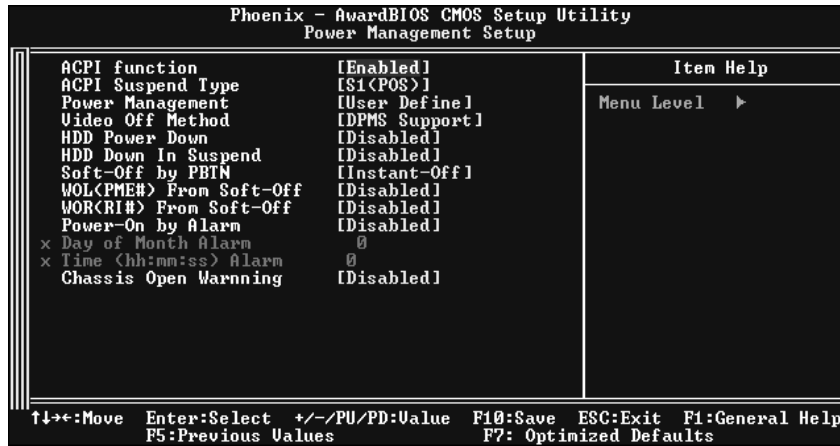 Phoenix - AwardBIOS CMOS Setup Utility
Power Management Setup
ACPI function [Enabled]
ACPI Suspend Type [S1(POS)]
Power Management [User Define]
Video Off Method [DPMS Support]
HDD Power Down [Disabled]
HDD Down In Suspend [Disabled]
Soft-Off by PBTN [Instant-Off]
WOL(PME#) From Soft-Off [Disabled]
WOR(RI#) From Soft-Off [Disabled]
Power-On by Alarm [Disabled]
x Day of Month Alarm 0
x Time (hh:mm:ss) Alarm 0
Chassis Open Warnning [Disabled]
Item Help
Menu Level ▶
↑↓→←:Move Enter:Select +/-/PU/PD:Value F10:Save ESC:Exit F1:General Help
F5:Previous Values F7: Optimized Defaults